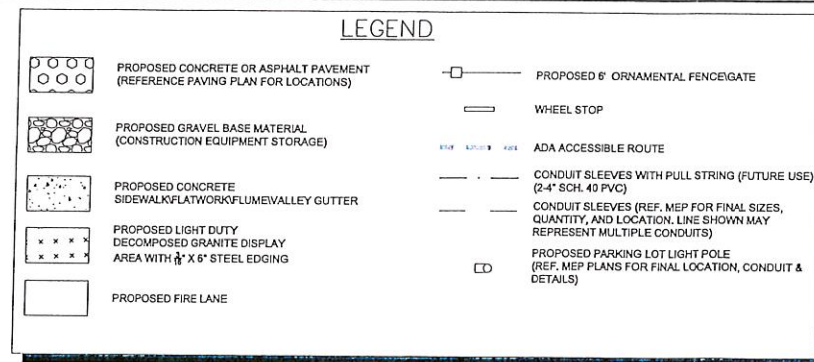 LEGEND
PROPOSED CONCRETE OR ASPHALT PAVEMENT
(REFERENCE PAVING PLAN FOR LOCATIONS)
PROPOSED GRAVEL BASE MATERIAL
(CONSTRUCTION EQUIPMENT STORAGE)
PROPOSED CONCRETE
SIDEWALK\FLATWORK\FLUME\VALLEY GUTTER
PROPOSED LIGHT DUTY
DECOMPOSED GRANITE DISPLAY
AREA WITH 3/16" X 6" STEEL EDGING
PROPOSED FIRE LANE
PROPOSED 6' ORNAMENTAL FENCE\GATE
WHEEL STOP
ADA ACCESSIBLE ROUTE
CONDUIT SLEEVES WITH PULL STRING (FUTURE USE)
(2-4" SCH. 40 PVC)
CONDUIT SLEEVES (REF. MEP FOR FINAL SIZES,
QUANTITY, AND LOCATION. LINE SHOWN MAY
REPRESENT MULTIPLE CONDUITS)
PROPOSED PARKING LOT LIGHT POLE
(REF. MEP PLANS FOR FINAL LOCATION, CONDUIT &
DETAILS)